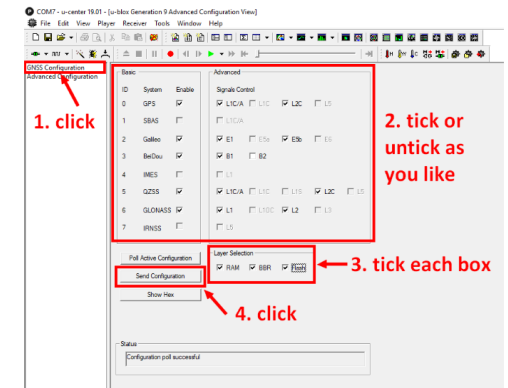 COM7 - u-center 19.01 - [u-blox Generation 9 Advanced Configuration View]
File Edit View Player Receiver Tools Window Help
GNSS Configuration
Advanced Configuration
1. click
Basic
Advanced
ID System Enable Signals Control
0 GPS L1C/A L1C L2C L5
1 SBAS L1C/A
2 Galileo E1 E5a E5b E6
3 BeiDou B1 B2
4 IMES L1
5 QZSS L1C/A L1C L1S L2C L5
6 GLONASS L1 L1OC L2 L3
7 IRNSS L5
2. tick or
untick as
you like
Poll Active Configuration
Send Configuration
Show Hex
Layer Selection
RAM BBR Flash
3. tick each box
4. click
Status
Configuration poll successful